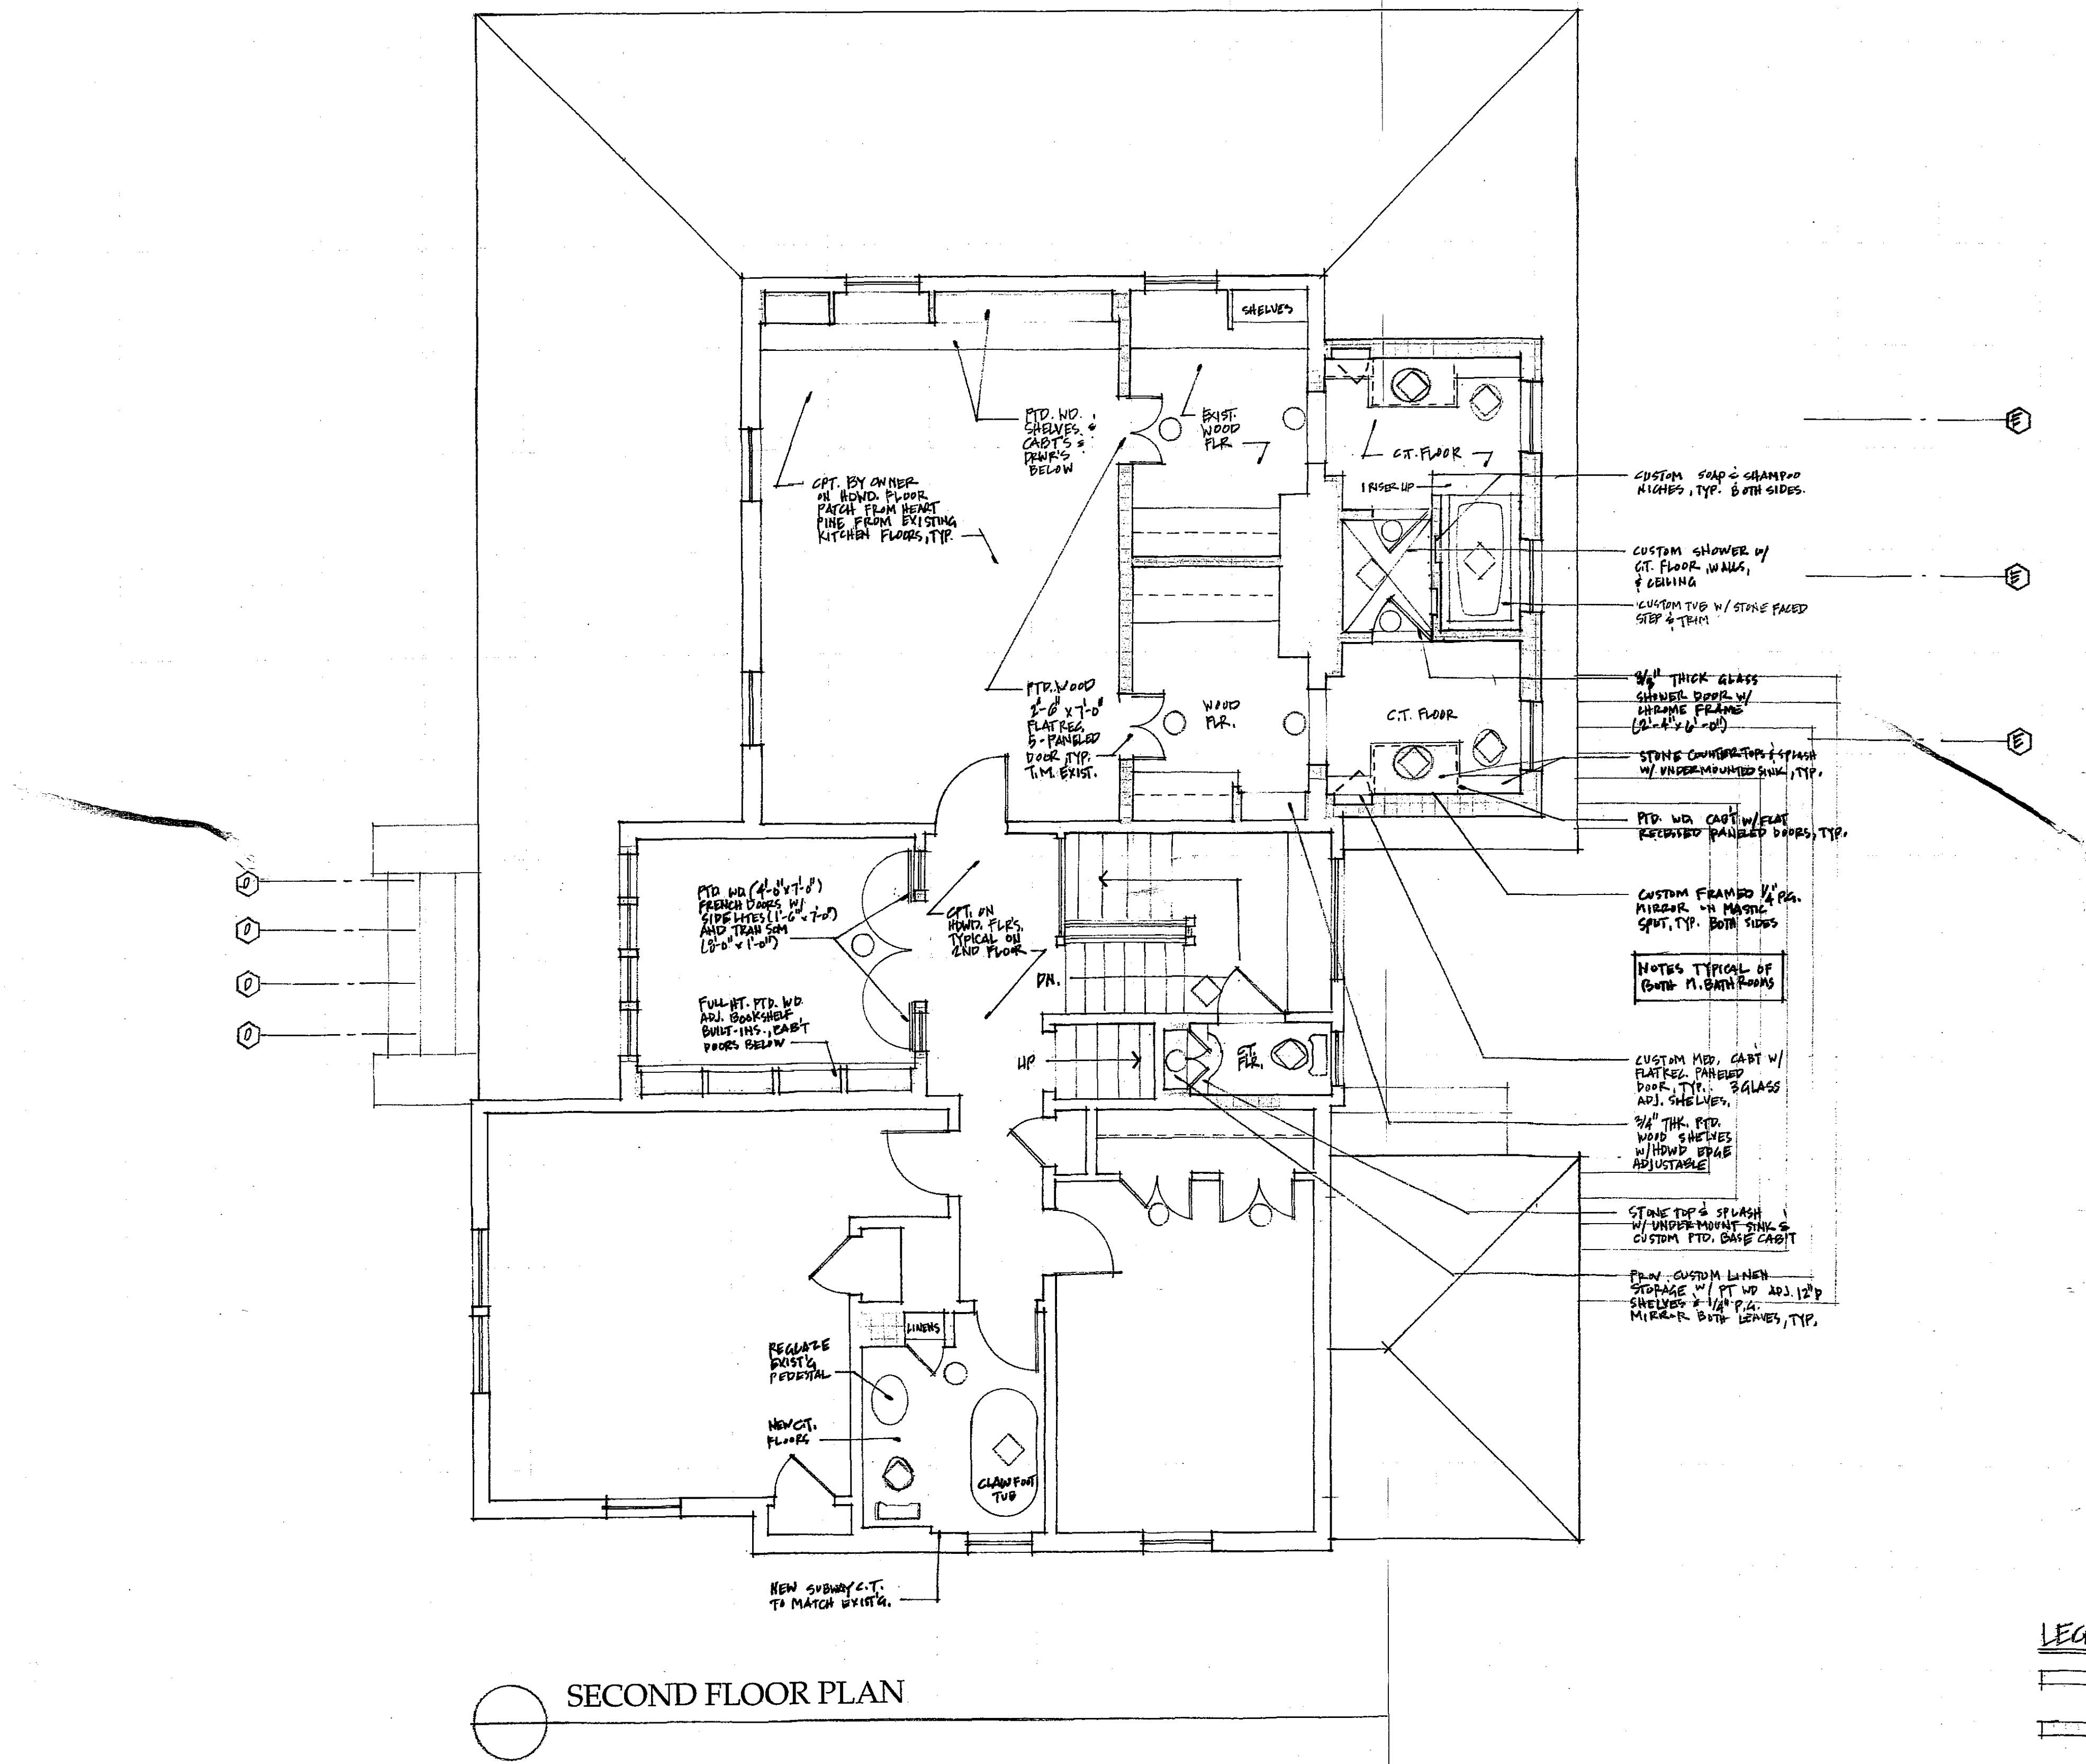 SHELVES
PTD. WD.
SHELVES &
CABT'S &
DRWR'S
BELOW
EXIST.
WOOD
FLR
C.T. FLOOR
1 RISER UP
CPT. BY OWNER
ON HDWD. FLOOR
PATCH FROM HEART
PINE FROM EXISTING
KITCHEN FLOORS, TYP.
PTD. WOOD
2'-6" x 7'-0"
FLAT REC.
5-PANELED
DOOR, TYP.
T.M. EXIST.
WOOD
FLR.
C.T. FLOOR
E
E
E
CUSTOM SOAP & SHAMPOO
NICHES, TYP. BOTH SIDES.
CUSTOM SHOWER W/
C.T. FLOOR, WALLS,
& CEILING
CUSTOM TUB W/ STONE FACED
STEP & TRIM
3/8" THICK GLASS
SHOWER DOOR W/
CHROME FRAME
(2'-4" x 6'-0")
STONE COUNTERTOPS & SPLASH
W/ UNDERMOUNTED SINK, TYP.
PTD. WD. CAB'T W/ FLAT
RECESSED PANELED DOORS, TYP.
CUSTOM FRAMED 1/4" P.G.
MIRROR ON MASTIC
SPOT, TYP. BOTH SIDES
NOTES TYPICAL OF
BOTH M. BATHROOMS
CUSTOM MED. CAB'T W/
FLAT REC. PANELED
DOOR, TYP. 3 GLASS
ADJ. SHELVES.
3/4" THK. PTD.
WOOD SHELVES
W/ HDWD EDGE
ADJUSTABLE
STONE TOP & SPLASH
W/ UNDERMOUNT SINK &
CUSTOM PTD. BASE CAB'T
PROV. CUSTOM LINEN
STORAGE W/ PT WD ADJ. 12"D
SHELVES & 1/4" P.G.
MIRROR BOTH LEAVES, TYP.
D
D
D
D
PTD WD (4'-0" x 7'-0")
FRENCH DOORS W/
SIDELITES (1'-6" x 7'-0")
AND TRANSOM
(8'-0" x 1'-0")
CPT. ON
HDWD. FLR'S.
TYPICAL ON
2ND FLOOR
DN.
FULL HT. PTD. WD.
ADJ. BOOKSHELF
BUILT-INS., CAB'T
DOORS BELOW
UP
C.T.
FLR.
LINENS
REGLAZE
EXIST'G
PEDESTAL
NEW C.T.
FLOORS
CLAWFOOT
TUB
NEW SUBWAY C.T.
TO MATCH EXIST'G.
SECOND FLOOR PLAN
LEG